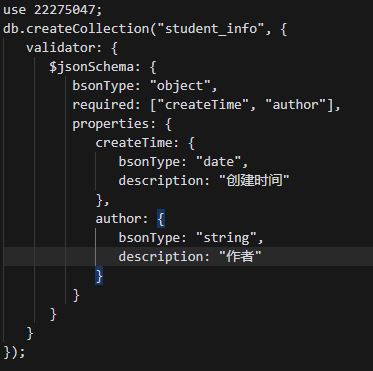 use 22275047;
db.createCollection("student_info", {
   validator: {
      $jsonSchema: {
         bsonType: "object",
         required: ["createTime", "author"],
         properties: {
            createTime: {
               bsonType: "date",
               description: "创建时间"
            },
            author: {
               bsonType: "string",
               description: "作者"
            }
         }
      }
   }
});